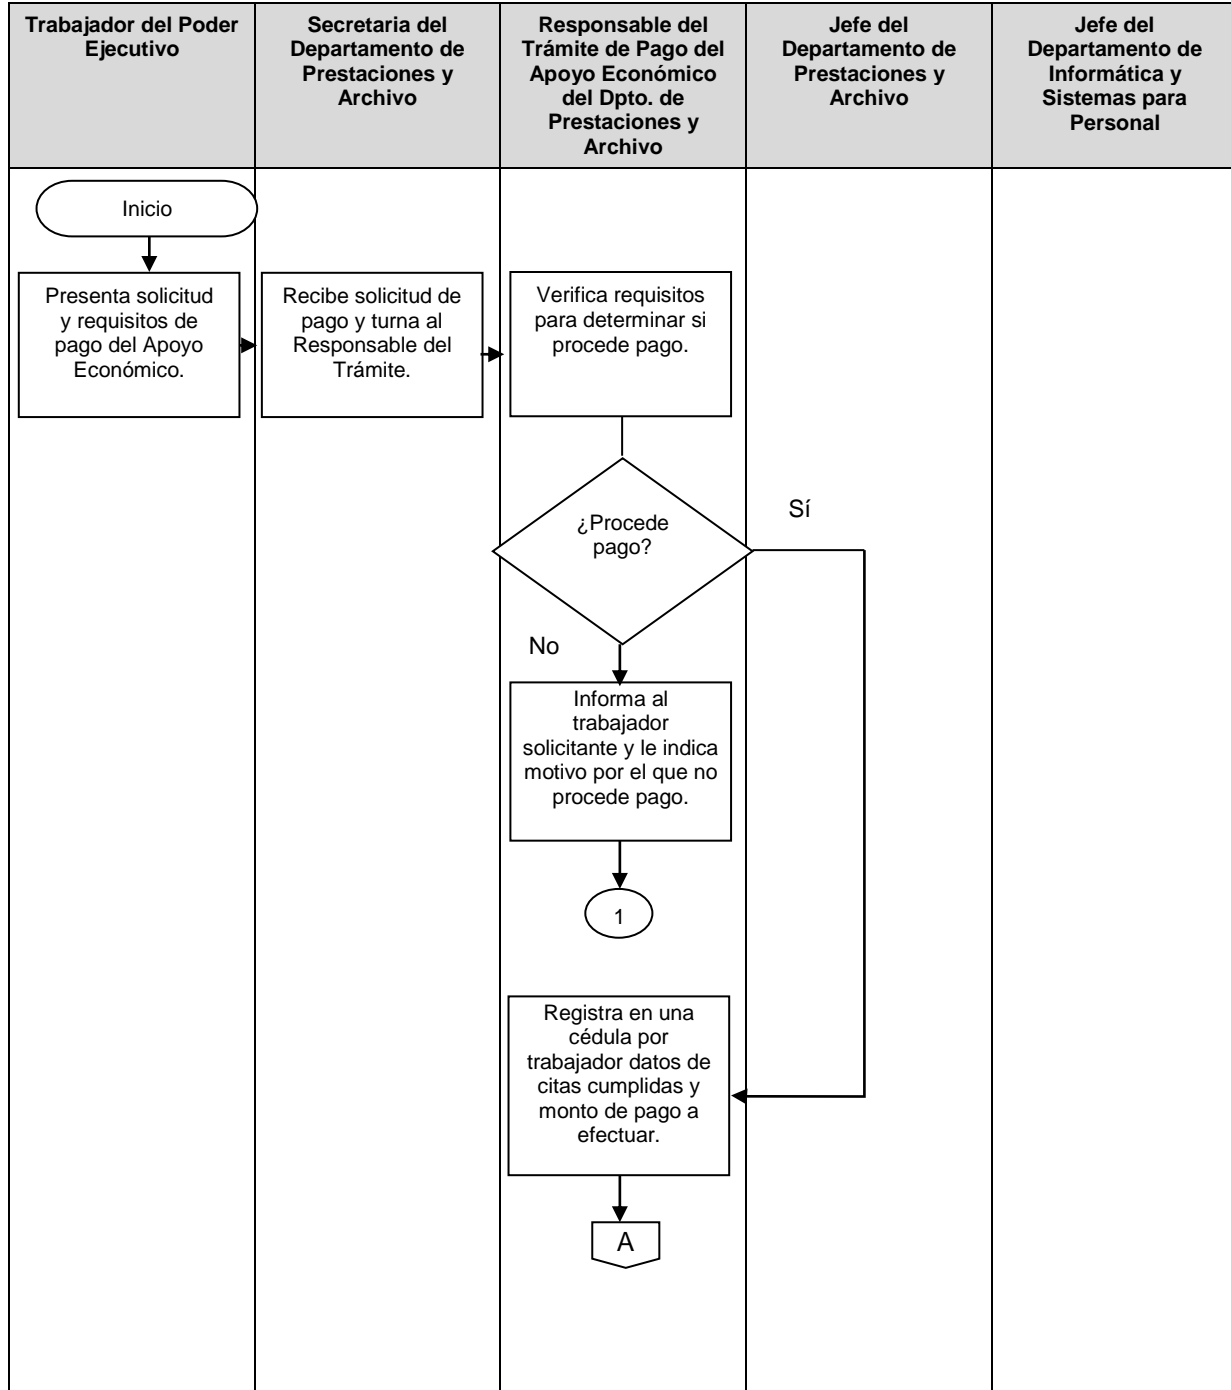 Trabajador del Poder
Ejecutivo
Secretaria del
Departamento de
Prestaciones y
Archivo
Responsable del
Trámite de Pago del
Apoyo Económico
del Dpto. de
Prestaciones y
Archivo
Jefe del
Departamento de
Prestaciones y
Archivo
Jefe del
Departamento de
Informática y
Sistemas para
Personal
Inicio
Presenta solicitud
y requisitos de
pago del Apoyo
Económico.
Recibe solicitud de
pago y turna al
Responsable del
Trámite.
Verifica requisitos
para determinar si
procede pago.
¿Procede
pago?
Sí
No
Informa al
trabajador
solicitante y le indica
motivo por el que no
procede pago.
1
Registra en una
cédula por
trabajador datos de
citas cumplidas y
monto de pago a
efectuar.
A